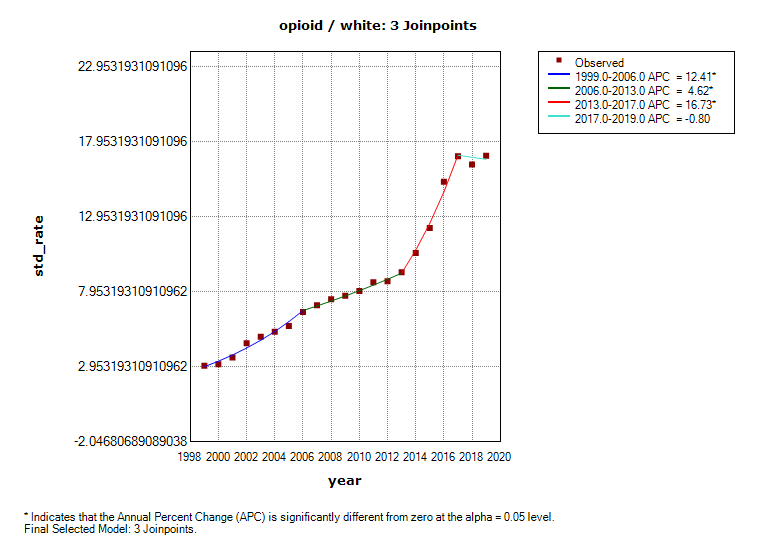 opioid / white: 3 Joinpoints
22.9531931091096
17.9531931091096
12.9531931091096
7.95319310910962
2.95319310910962
-2.04680689089038
std_rate
1998 2000 2002 2004 2006 2008 2010 2012 2014 2016 2018 2020
year
Observed
1999.0-2006.0 APC = 12.41*
2006.0-2013.0 APC = 4.62*
2013.0-2017.0 APC = 16.73*
2017.0-2019.0 APC = -0.80
* Indicates that the Annual Percent Change (APC) is significantly different from zero at the alpha = 0.05 level.
Final Selected Model: 3 Joinpoints.